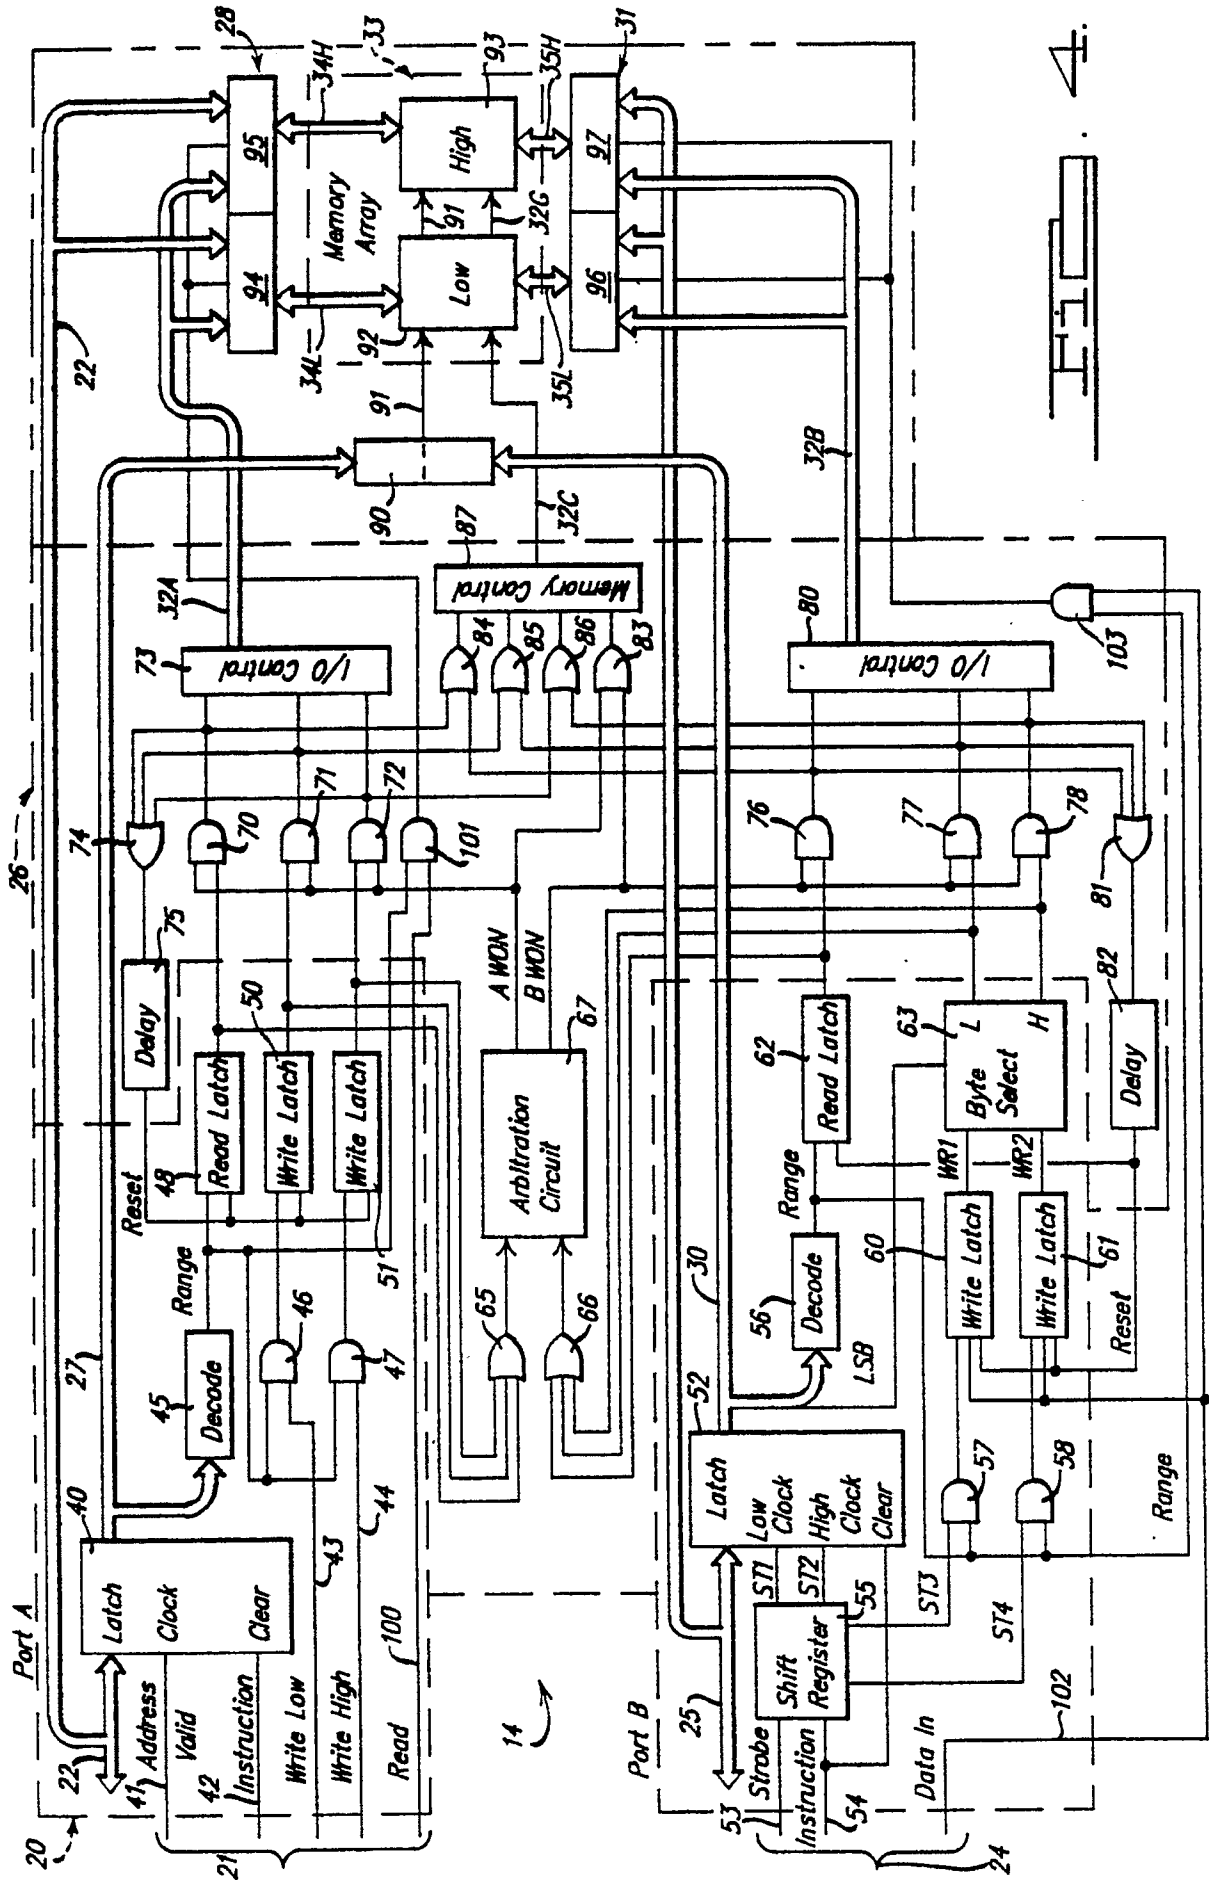 Port A
20
22
41
Address
Valid
42
Instruction
Write Low
Write High
Read
21
43
44
100
40
Latch
Clock
Clear
27
22
45
Decode
Range
Reset
46
47
48
Read Latch
50
Write Latch
Write Latch
51
75
Delay
74
70
71
72
101
26
73
I/O Control
32A
28
94
95
34L
34H
33
Memory
Array
92
Low
High
93
91
91
32C
32C
35L
35H
31
96
97
90
87
Memory Control
84
85
86
83
A WON
B WON
67
Arbitration
Circuit
65
66
14
Port B
25
53
Strobe
Instruction
54
Data In
24
102
55
Shift
Register
ST1
ST2
ST3
ST4
52
Latch
Low
Clock
High
Clock
Clear
30
56
Decode
LSB
Range
57
58
60
Write Latch
Write Latch
61
Reset
Range
62
Read Latch
WR1
WR2
63
Byte
Select
L
H
82
Delay
81
76
77
78
80
I/O Control
32B
103
4